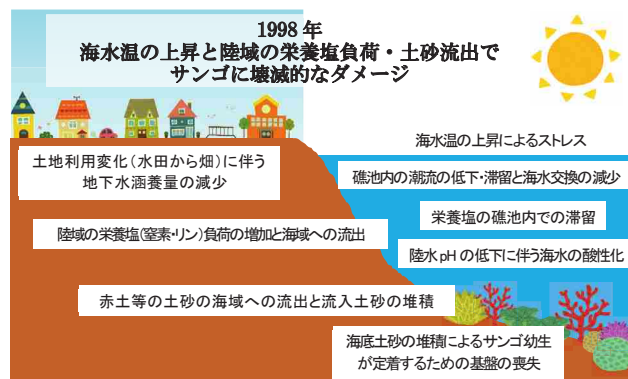 1998 年
海水温の上昇と陸域の栄養塩負荷・土砂流出で
サンゴに壊滅的なダメージ
海水温の上昇によるストレス
土地利用変化(水田から畑)に伴う
地下水涵養量の減少
礁池内の潮流の低下・滞留と海水交換の減少
栄養塩の礁池内での滞留
陸域の栄養塩(窒素・リン)負荷の増加と海域への流出
陸水 pH の低下に伴う海水の酸性化
赤土等の土砂の海域への流出と流入土砂の堆積
海底土砂の堆積によるサンゴ幼生
が定着するための基盤の喪失